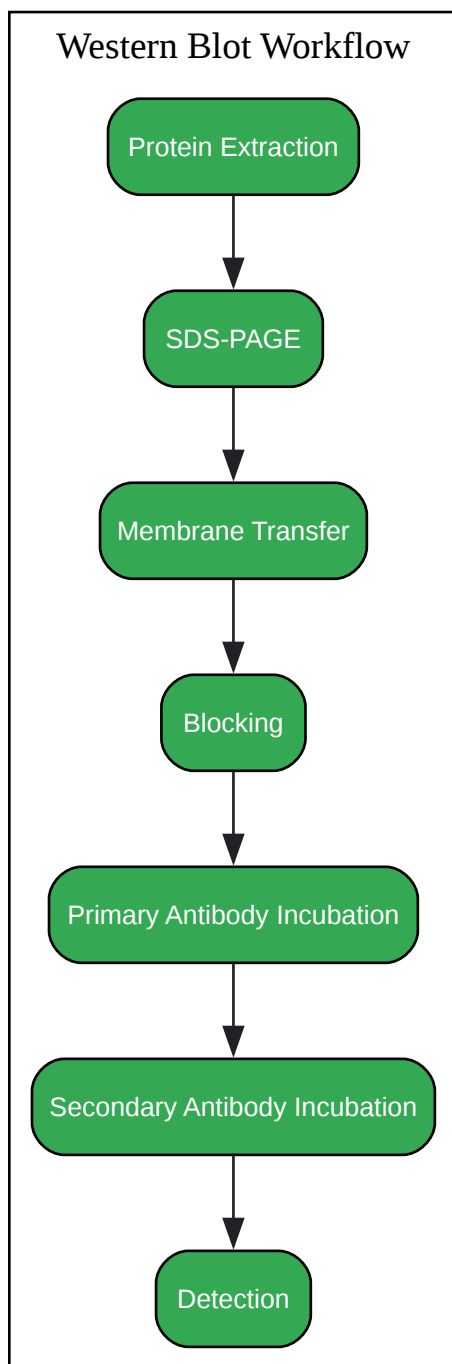 Western Blot Workflow
Protein Extraction
SDS-PAGE
Membrane Transfer
Blocking
Primary Antibody Incubation
Secondary Antibody Incubation
Detection